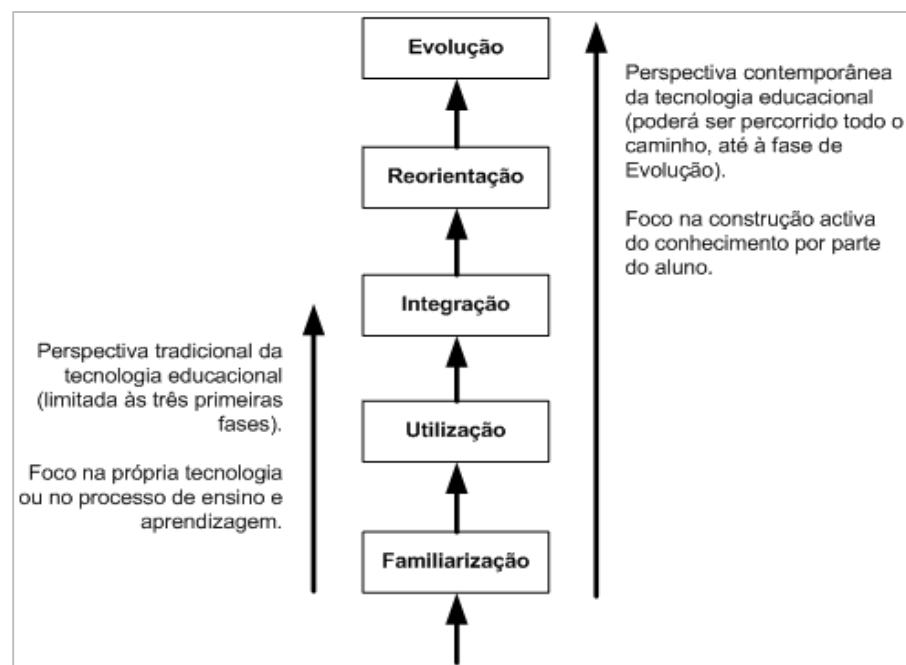 Evolução
Perspectiva contemporânea
da tecnologia educacional
(poderá ser percorrido todo o
caminho, até à fase de
Evolução).
Foco na construção activa
do conhecimento por parte
do aluno.
Reorientação
Integração
Perspectiva tradicional da
tecnologia educacional
(limitada às três primeiras
fases).
Foco na própria tecnologia
ou no processo de ensino e
aprendizagem.
Utilização
Familiarização